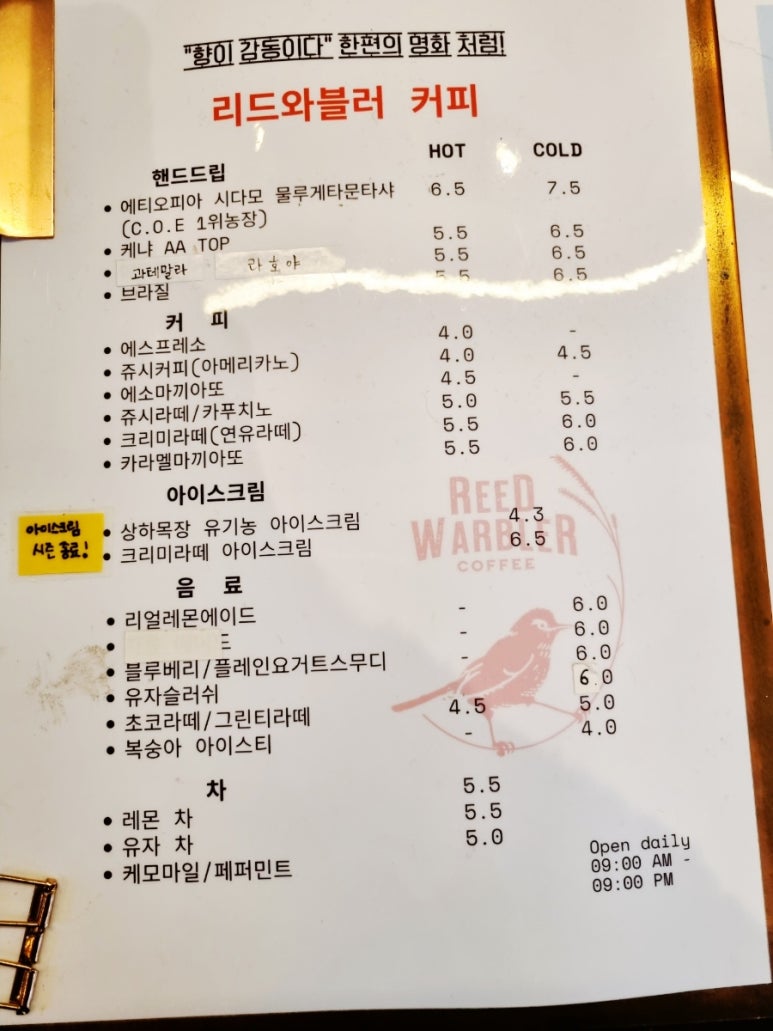 "향이 감동이다" 한편의 명화 처럼!
리드와블러 커피
HOT COLD
핸드드립
• 에티오피아 시다모 물루게타문타샤 6.5 7.5
(C.O.E 1위농장)
• 케냐 AA TOP 5.5 6.5
• 과테말라 라호야 5.5 6.5
• 브라질 5.5 6.5
커 피
• 에스프레소 4.0 -
• 쥬시커피(아메리카노) 4.0 4.5
• 에소마끼아또 4.5 -
• 쥬시라떼/카푸치노 5.0 5.5
• 크리미라떼(연유라떼) 5.5 6.0
• 카라멜마끼아또 5.5 6.0
아이스크림
아이스크림
시즌 종료!
• 상하목장 유기농 아이스크림 4.3
• 크리미라떼 아이스크림 6.5
REED
WARBLER
COFFEE
음 료
• 리얼레몬에이드 - 6.0
• 드 - 6.0
• 블루베리/플레인요거트스무디 - 6.0
• 유자슬러쉬 6.0
• 초코라떼/그린티라떼 4.5 5.0
• 복숭아 아이스티 - 4.0
차
• 레몬 차 5.5
• 유자 차 5.5
• 케모마일/페퍼민트 5.0
Open daily
09:00 AM -
09:00 PM